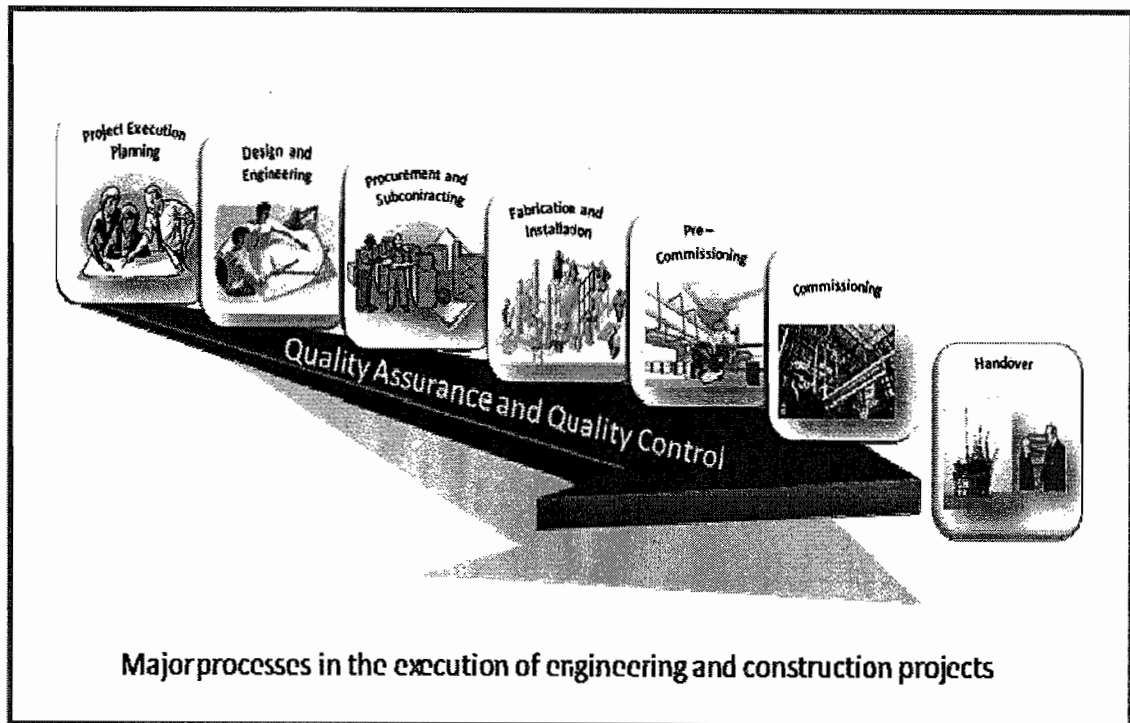 Project Execution
Planning
Design and
Engineering
Procurement and
Subcontracting
Fabrication and
Installation
Pre–
Commissioning
Commissioning
Handover
Quality Assurance and Quality Control
Major processes in the execution of engineering and construction projects